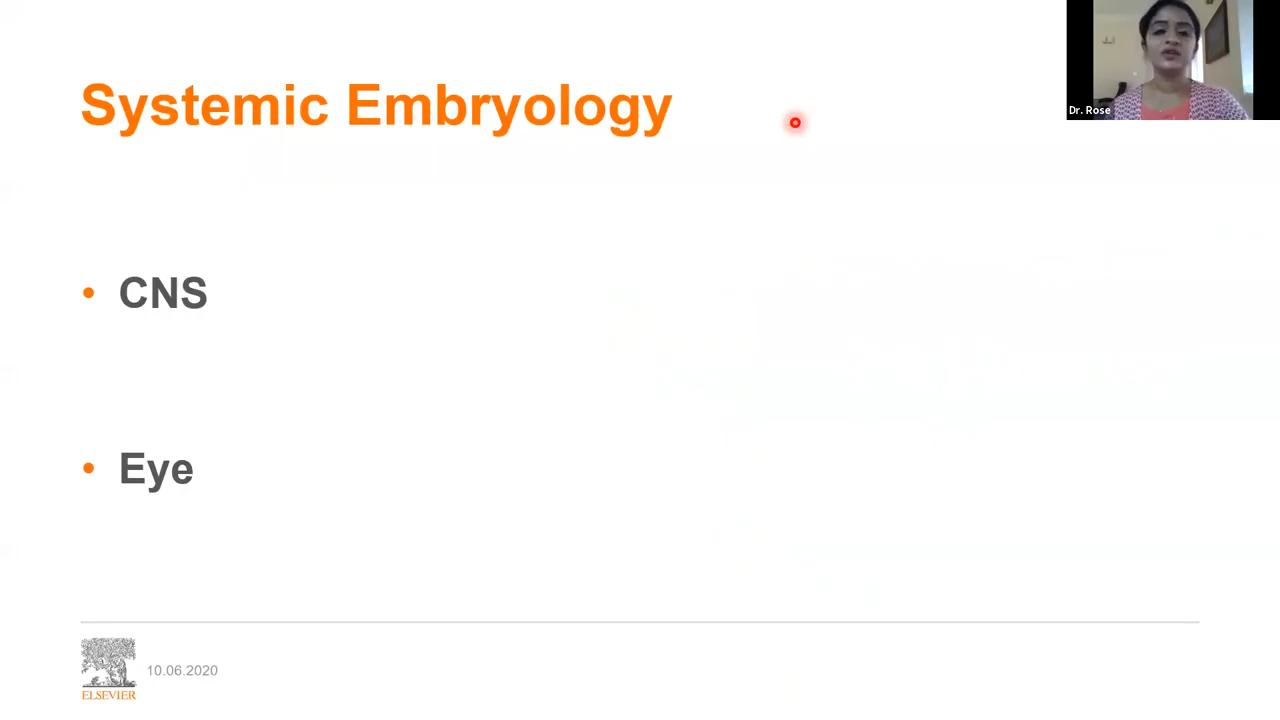 Systemic Embryology
Dr. Rose
• CNS
• Eye
ELSEVIER
10.06.2020